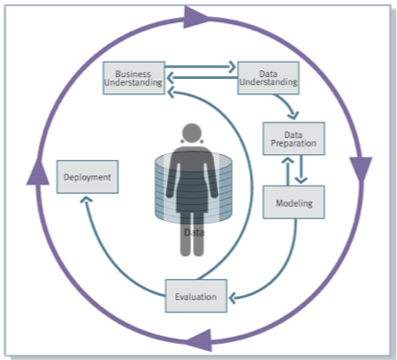 Business
Understanding
Data
Understanding
Data
Preparation
Modeling
Deployment
Data
Evaluation